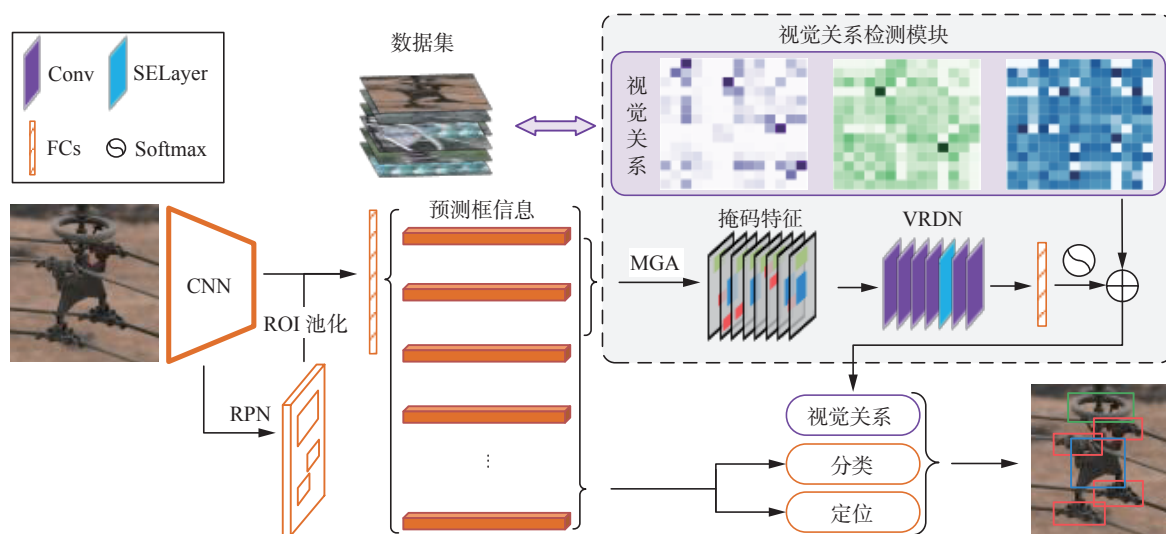 Conv
SELayer
FCs
Softmax
数据集
视觉关系检测模块
视觉关系
CNN
ROI 池化
RPN
预测框信息
⋮
MGA
掩码特征
VRDN
视觉关系
分类
定位